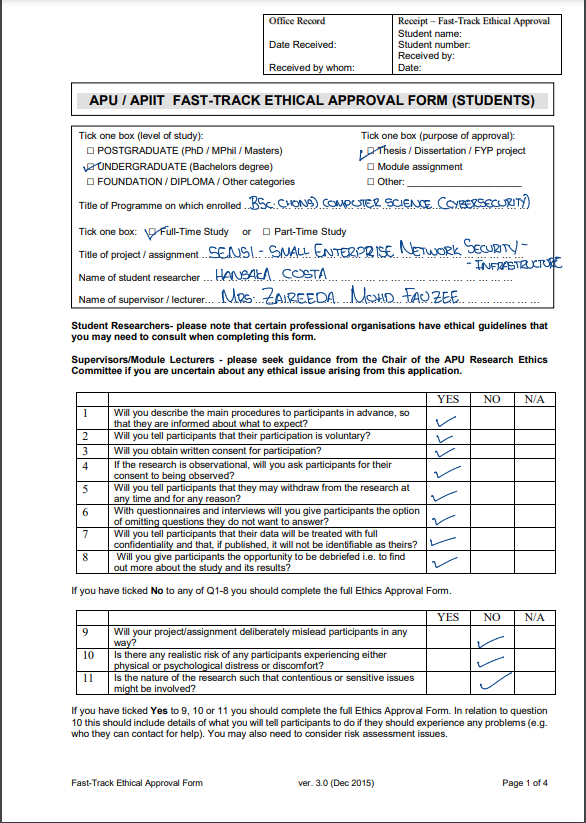 Office Record
Receipt – Fast-Track Ethical Approval
Student name:
Date Received:
Student number:
Received by:
Received by whom:
Date:
APU / APIIT FAST-TRACK ETHICAL APPROVAL FORM (STUDENTS)
Tick one box (level of study):
Tick one box (purpose of approval):
☐ POSTGRADUATE (PhD / MPhil / Masters)
☑ Thesis / Dissertation / FYP project
☑ UNDERGRADUATE (Bachelors degree)
☐ Module assignment
☐ FOUNDATION / DIPLOMA / Other categories
☐ Other: ____________________
Title of Programme on which enrolled BSc. (HONS) COMPUTER SCIENCE (CYBERSECURITY)
Tick one box: ☑ Full-Time Study or ☐ Part-Time Study
Title of project / assignment SENSI - SMALL ENTERPRISE NETWORK SECURITY -
- INFRASTRUCTURE
Name of student researcher HANSAKA COSTA
Name of supervisor / lecturer MRS. ZAIREEDA MOHD FAUZEE
Student Researchers- please note that certain professional organisations have ethical guidelines that
you may need to consult when completing this form.
Supervisors/Module Lecturers - please seek guidance from the Chair of the APU Research Ethics
Committee if you are uncertain about any ethical issue arising from this application.
YES NO N/A
1 Will you describe the main procedures to participants in advance, so
that they are informed about what to expect? ✓
2 Will you tell participants that their participation is voluntary? ✓
3 Will you obtain written consent for participation? ✓
4 If the research is observational, will you ask participants for their
consent to being observed? ✓
5 Will you tell participants that they may withdraw from the research at
any time and for any reason? ✓
6 With questionnaires and interviews will you give participants the option
of omitting questions they do not want to answer? ✓
7 Will you tell participants that their data will be treated with full
confidentiality and that, if published, it will not be identifiable as theirs? ✓
8 Will you give participants the opportunity to be debriefed i.e. to find
out more about the study and its results? ✓
If you have ticked No to any of Q1-8 you should complete the full Ethics Approval Form.
YES NO N/A
9 Will your project/assignment deliberately mislead participants in any
way? ✓
10 Is there any realistic risk of any participants experiencing either
physical or psychological distress or discomfort? ✓
11 Is the nature of the research such that contentious or sensitive issues
might be involved? ✓
If you have ticked Yes to 9, 10 or 11 you should complete the full Ethics Approval Form. In relation to question
10 this should include details of what you will tell participants to do if they should experience any problems (e.g.
who they can contact for help). You may also need to consider risk assessment issues.
Fast-Track Ethical Approval Form
ver. 3.0 (Dec 2015)
Page 1 of 4